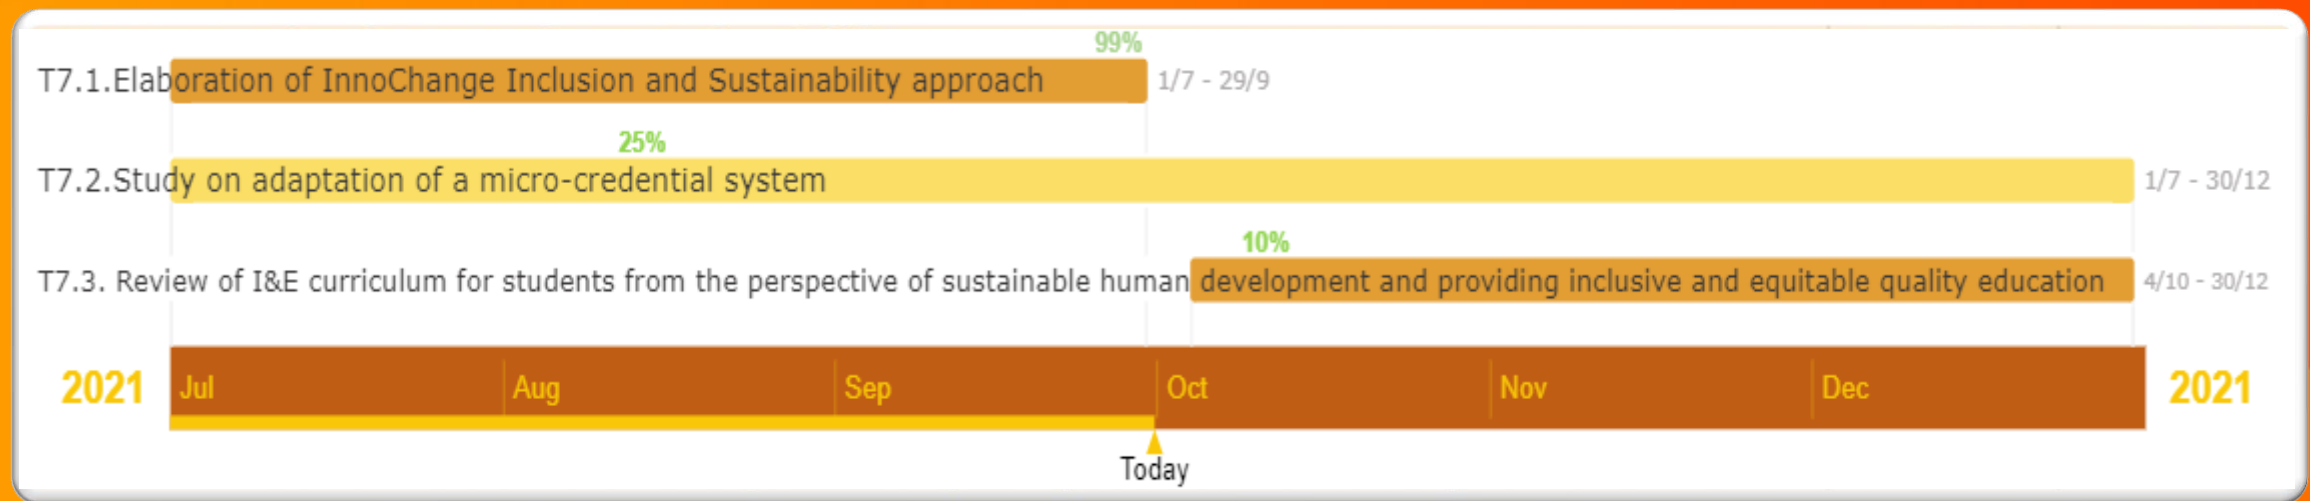 99%
T7.1.Elaboration of InnoChange Inclusion and Sustainability approach 1/7 - 29/9
25%
T7.2.Study on adaptation of a micro-credential system 1/7 - 30/12
10%
T7.3. Review of I&E curriculum for students from the perspective of sustainable human development and providing inclusive and equitable quality education 4/10 - 30/12
2021 Jul Aug Sep Oct Nov Dec 2021
Today